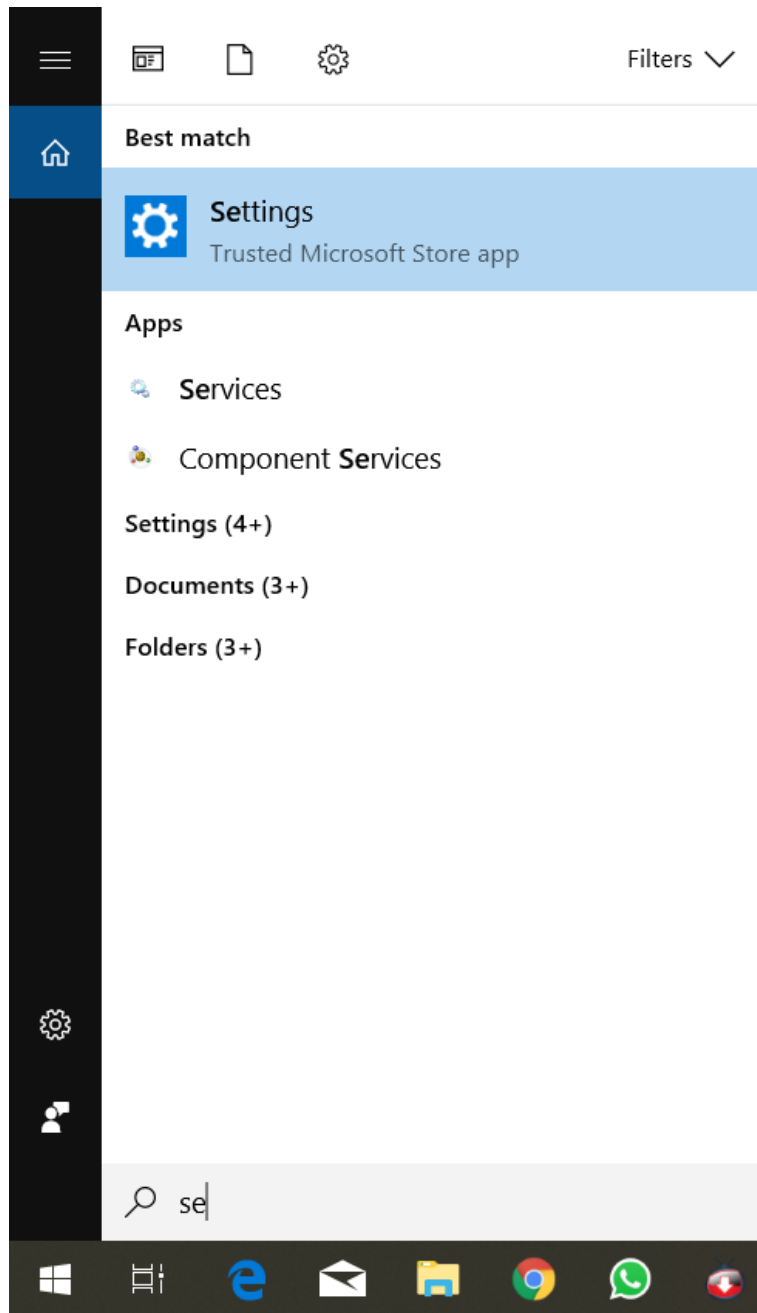 Filters
Best match
Settings
Trusted Microsoft Store app
Apps
Services
Component Services
Settings (4+)
Documents (3+)
Folders (3+)
se